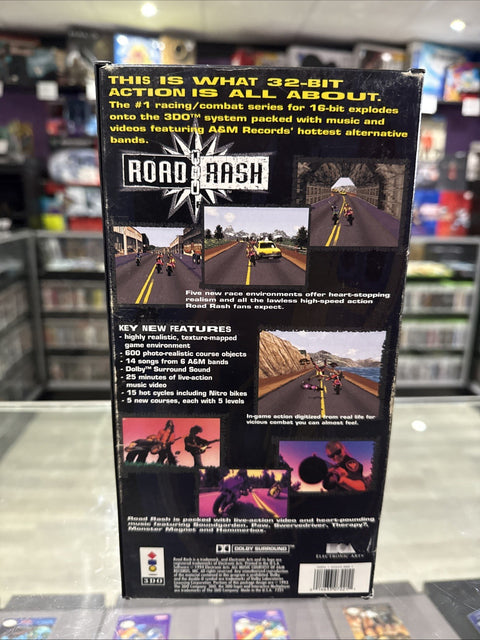 THIS IS WHAT 32-BIT
ACTION IS ALL ABOUT.
The #1 racing/combat series for 16-bit explodes
onto the 3DO™ system packed with music and
videos featuring A&M Records' hottest alternative
bands.
ROAD RASH
Five new race environments offer heart-stopping
realism and all the lawless high-speed action
Road Rash fans expect.
KEY NEW FEATURES
- highly realistic, texture-mapped
game environment
- 600 photo-realistic course objects
- 14 songs from 6 A&M bands
- Dolby™ Surround Sound
- 25 minutes of live-action
music video
- 15 hot cycles including Nitro bikes
- 5 new courses, each with 5 levels
In-game action digitized from real life for
vicious combat you can almost feel.
Road Rash is packed with live-action video and heart-pounding
music featuring Soundgarden, Paw, Swervedriver, Therapy?,
Monster Magnet and Hammerbox.
DOLBY SURROUND
ELECTRONIC ARTS
3DO